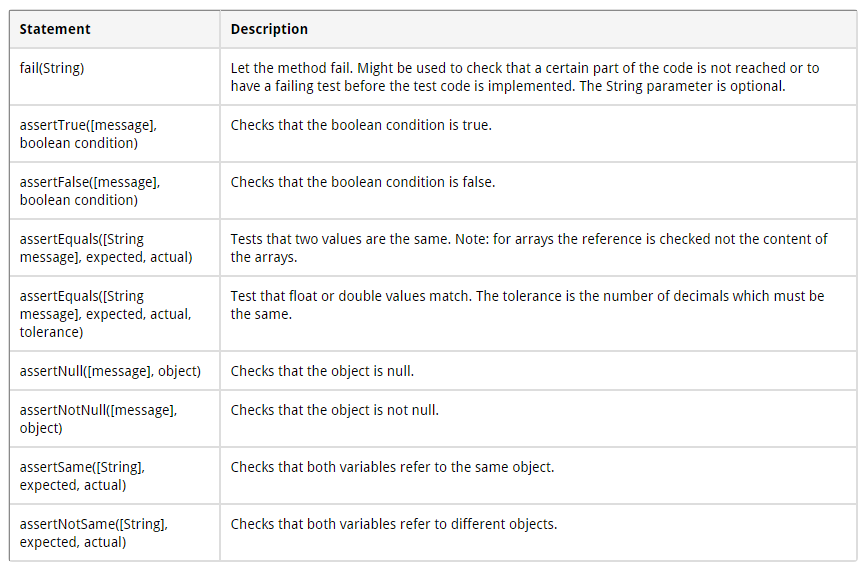 Statement Description
fail(String) Let the method fail. Might be used to check that a certain part of the code is not reached or to
have a failing test before the test code is implemented. The String parameter is optional.
assertTrue([message], Checks that the boolean condition is true.
boolean condition)
assertFalse([message], Checks that the boolean condition is false.
boolean condition)
assertEquals([String Tests that two values are the same. Note: for arrays the reference is checked not the content of
message], expected, actual) the arrays.
assertEquals([String Test that float or double values match. The tolerance is the number of decimals which must be
message], expected, actual, the same.
tolerance)
assertNull([message], object) Checks that the object is null.
assertNotNull([message], Checks that the object is not null.
object)
assertSame([String], Checks that both variables refer to the same object.
expected, actual)
assertNotSame([String], Checks that both variables refer to different objects.
expected, actual)